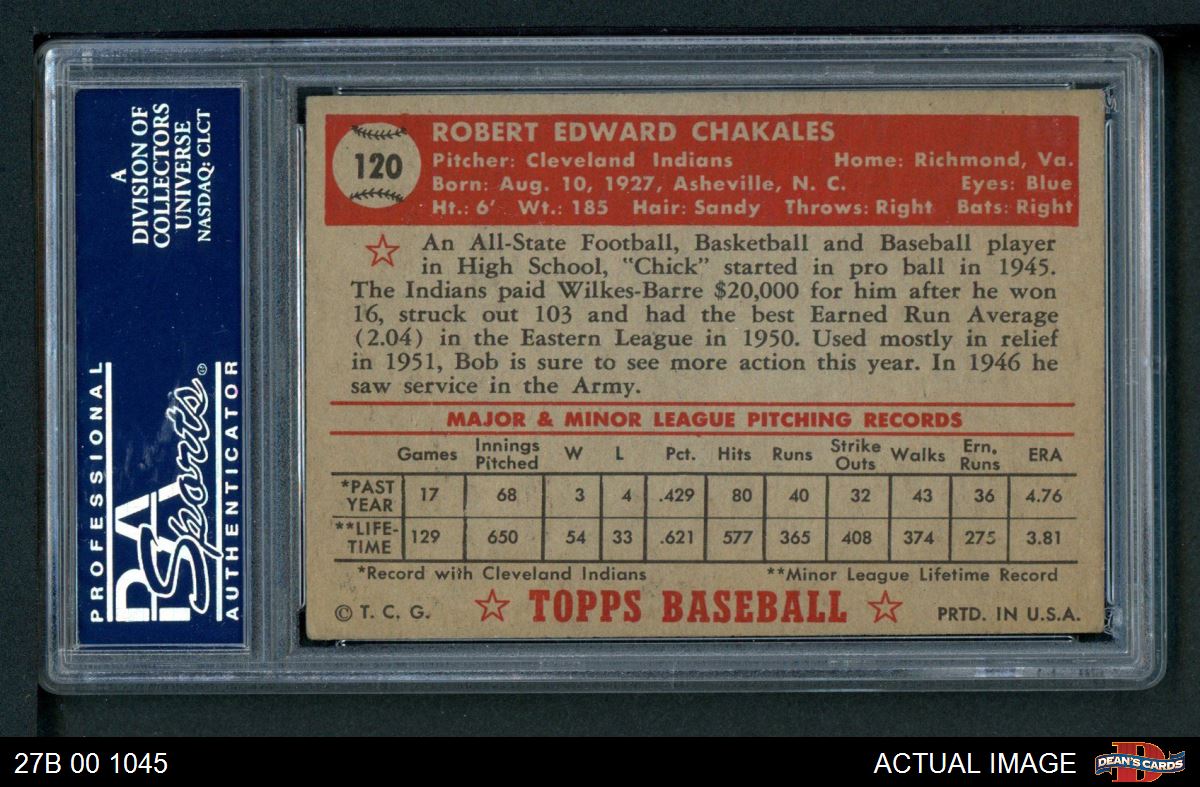 A
DIVISION OF
COLLECTORS
UNIVERSE
NASDAQ: CLCT
PROFESSIONAL
PSA
Sports®
AUTHENTICATOR
120
ROBERT EDWARD CHAKALES
Pitcher: Cleveland Indians Home: Richmond, Va.
Born: Aug. 10, 1927, Asheville, N. C. Eyes: Blue
Ht.: 6' Wt.: 185 Hair: Sandy Throws: Right Bats: Right
An All-State Football, Basketball and Baseball player
in High School, "Chick" started in pro ball in 1945.
The Indians paid Wilkes-Barre $20,000 for him after he won
16, struck out 103 and had the best Earned Run Average
(2.04) in the Eastern League in 1950. Used mostly in relief
in 1951, Bob is sure to see more action this year. In 1946 he
saw service in the Army.
MAJOR & MINOR LEAGUE PITCHING RECORDS
Games Innings Pitched W L Pct. Hits Runs Strike Outs Walks Ern. Runs ERA
*PAST YEAR 17 68 3 4 .429 80 40 32 43 36 4.76
**LIFE-TIME 129 650 54 33 .621 577 365 408 374 275 3.81
*Record with Cleveland Indians **Minor League Lifetime Record
© T. C. G. TOPPS BASEBALL PRTD. IN U.S.A.
27B 00 1045 ACTUAL IMAGE D DEAN'S CARDS